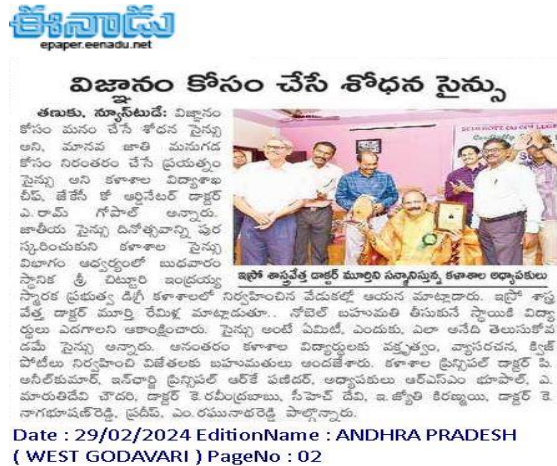 ఈనాడు
epaper.eenadu.net
విజ్ఞానం కోసం చేసే శోధన సైన్సు
తణుకు, న్యూస్‌టుడే: విజ్ఞానం
కోసం మనం చేసే శోధన సైన్సు
అని, మానవ జాతి మనుగడ
కోసం నిరంతరం చేసే ప్రయత్నం
సైన్సు అని కళాశాల విద్యాశాఖ
చీఫ్, జేకేసీ కో ఆర్డినేటర్ డాక్టర్
ఎ.రామ్ గోపాల్ అన్నారు.
జాతీయ సైన్సు దినోత్సవాన్ని పుర
స్కరించుకుని కళాశాల సైన్సు
విభాగం ఆధ్వర్యంలో బుధవారం
స్థానిక శ్రీ చిట్టూరి ఇంద్రయ్య
ఇస్రో శాస్త్రవేత్త డాక్టర్ మూర్తిని సన్మానిస్తున్న కళాశాల అధ్యాపకులు
స్మారక ప్రభుత్వ డిగ్రీ కళాశాలలో నిర్వహించిన వేడుకల్లో ఆయన మాట్లాడారు. ఇస్రో శాస్త్ర
వేత్త డాక్టర్ మూర్తి రేమిళ్ల మాట్లాడుతూ.. నోబెల్ బహుమతి తీసుకునే స్థాయికి విద్యా
ర్థులు ఎదగాలని ఆకాంక్షించారు. సైన్సు అంటే ఏమిటీ, ఎందుకు, ఎలా అనేది తెలుసుకోవ
డమే సైన్సు అన్నారు. అనంతరం కళాశాల విద్యార్థులకు వక్తృత్వం, వ్యాసరచన, క్విజ్
పోటీలు నిర్వహించి విజేతలకు బహుమతులు అందజేశారు. కళాశాల ప్రిన్సిపల్ డాక్టర్ పి.
అనీల్‌కుమార్, ఇన్‌ఛార్జి ప్రిన్సిపల్ ఆర్‌కే పణిదర్, అధ్యాపకులు ఆర్ఎస్ఎం భూపాల్, ఎ.
మారుతిదేవి చౌదరి, డాక్టర్ కె.రవీంద్రబాబు, సీహెచ్ దేవి, ఇ.జ్యోతి కిరణ్మయి, డాక్టర్ కె.
నాగభూషణ్‌రెడ్డి, ప్రదీప్, ఎం.రఘునాథరెడ్డి పాల్గొన్నారు.
Date : 29/02/2024 EditionName : ANDHRA PRADESH
( WEST GODAVARI ) PageNo : 02